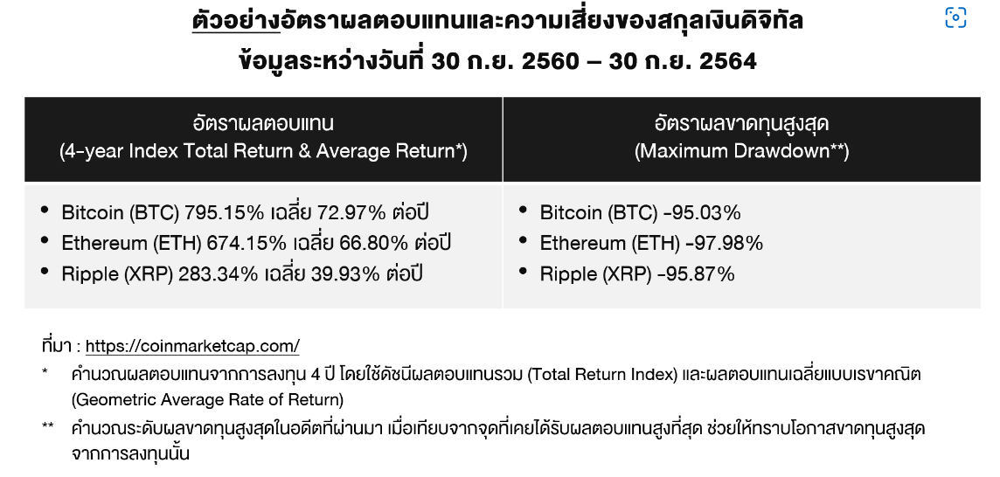 ตัวอย่างอัตราผลตอบแทนและความเสี่ยงของสกุลเงินดิจิทัล
ข้อมูลระหว่างวันที่ 30 ก.ย. 2560 – 30 ก.ย. 2564
อัตราผลตอบแทน
(4-year Index Total Return & Average Return*)
อัตราผลขาดทุนสูงสุด
(Maximum Drawdown**)
• Bitcoin (BTC) 795.15% เฉลี่ย 72.97% ต่อปี
• Ethereum (ETH) 674.15% เฉลี่ย 66.80% ต่อปี
• Ripple (XRP) 283.34% เฉลี่ย 39.93% ต่อปี
• Bitcoin (BTC) -95.03%
• Ethereum (ETH) -97.98%
• Ripple (XRP) -95.87%
ที่มา : https://coinmarketcap.com/
* คำนวณผลตอบแทนจากการลงทุน 4 ปี โดยใช้ดัชนีผลตอบแทนรวม (Total Return Index) และผลตอบแทนเฉลี่ยแบบเรขาคณิต
(Geometric Average Rate of Return)
** คำนวณระดับผลขาดทุนสูงสุดในอดีตที่ผ่านมา เมื่อเทียบจากจุดที่เคยได้รับผลตอบแทนสูงที่สุด ช่วยให้ทราบโอกาสขาดทุนสูงสุด
จากการลงทุนนั้น